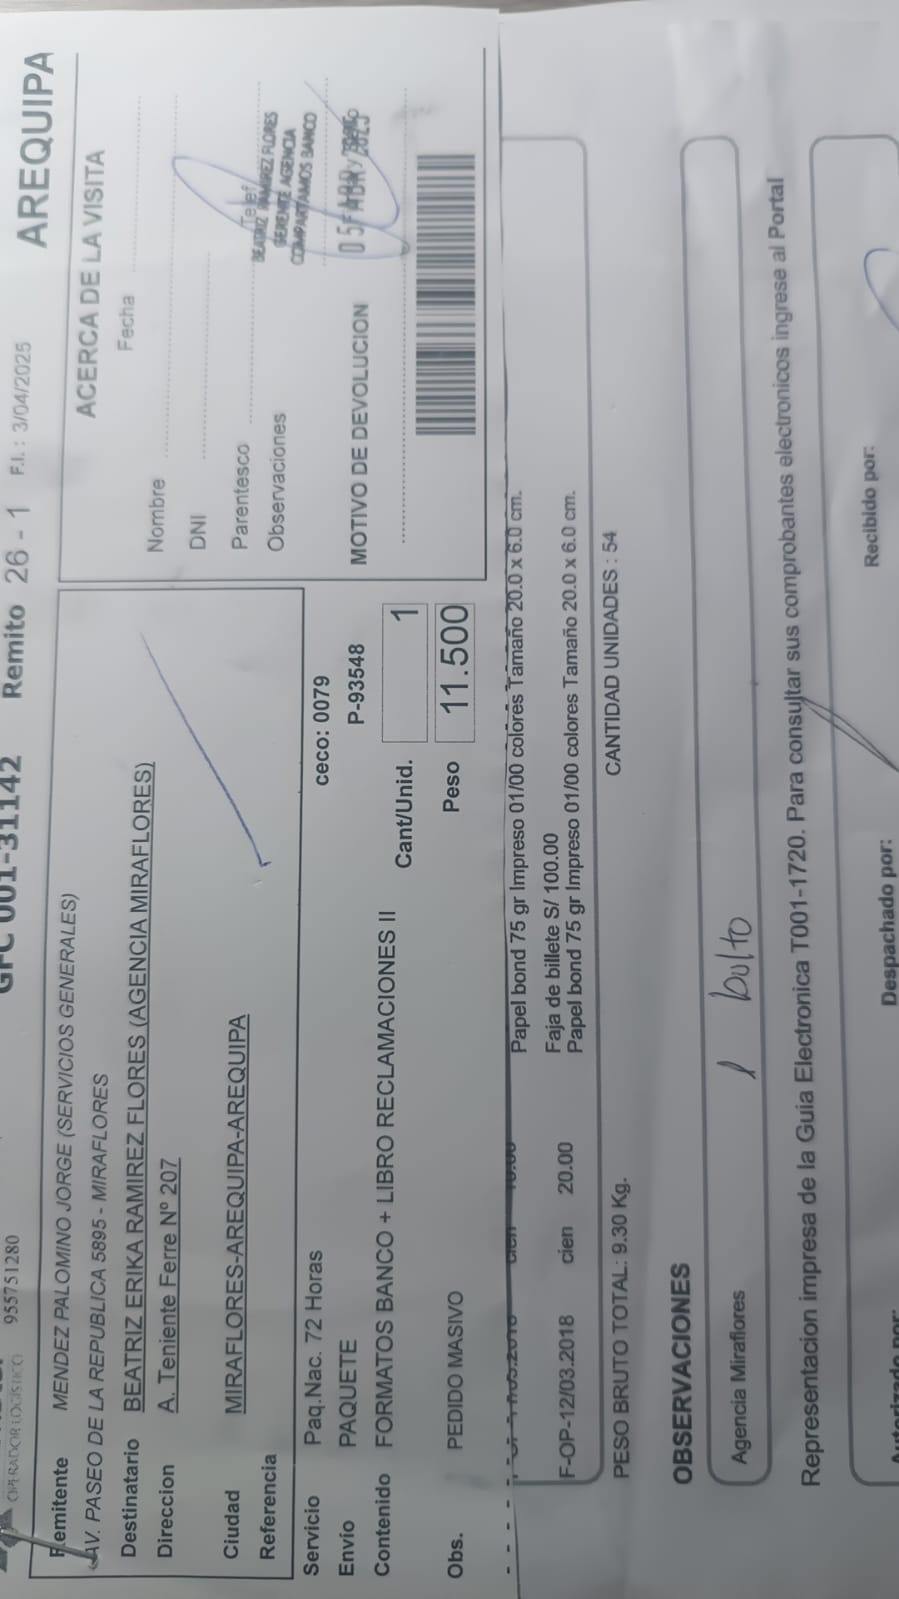 955751280
OPERADOR LOGISTICO
GFC 001-31142 Remito 26 - 1 F.I. : 3/04/2025 AREQUIPA
Remitente MENDEZ PALOMINO JORGE (SERVICIOS GENERALES)
AV. PASEO DE LA REPUBLICA 5895 - MIRAFLORES
Destinatario BEATRIZ ERIKA RAMIREZ FLORES (AGENCIA MIRAFLORES)
Direccion A. Teniente Ferre Nº 207
Ciudad MIRAFLORES-AREQUIPA-AREQUIPA
Referencia
ACERCA DE LA VISITA
Fecha
Nombre
DNI
Telef
Parentesco
Observaciones
BEATRIZ RAMIREZ FLORES
GERENTE AGENCIA
COMPARTAMOS BANCO
MOTIVO DE DEVOLUCION
Servicio Paq.Nac. 72 Horas ceco: 0079
Envío PAQUETE P-93548
Contenido FORMATOS BANCO + LIBRO RECLAMACIONES II
Cant/Unid. 1
Obs. PEDIDO MASIVO Peso 11.500
Papel bond 75 gr Impreso 01/00 colores Tamaño 20.0 x 6.0 cm.
Faja de billete S/ 100.00
F-OP-12/03.2018 cien 20.00 Papel bond 75 gr Impreso 01/00 colores Tamaño 20.0 x 6.0 cm.
PESO BRUTO TOTAL: 9.30 Kg. CANTIDAD UNIDADES : 54
OBSERVACIONES
Agencia Miraflores 1 bulto
Representacion impresa de la Guia Electronica T001-1720. Para consultar sus comprobantes electronicos ingrese al Portal
Autorizado por: Despachado por: Recibido por: